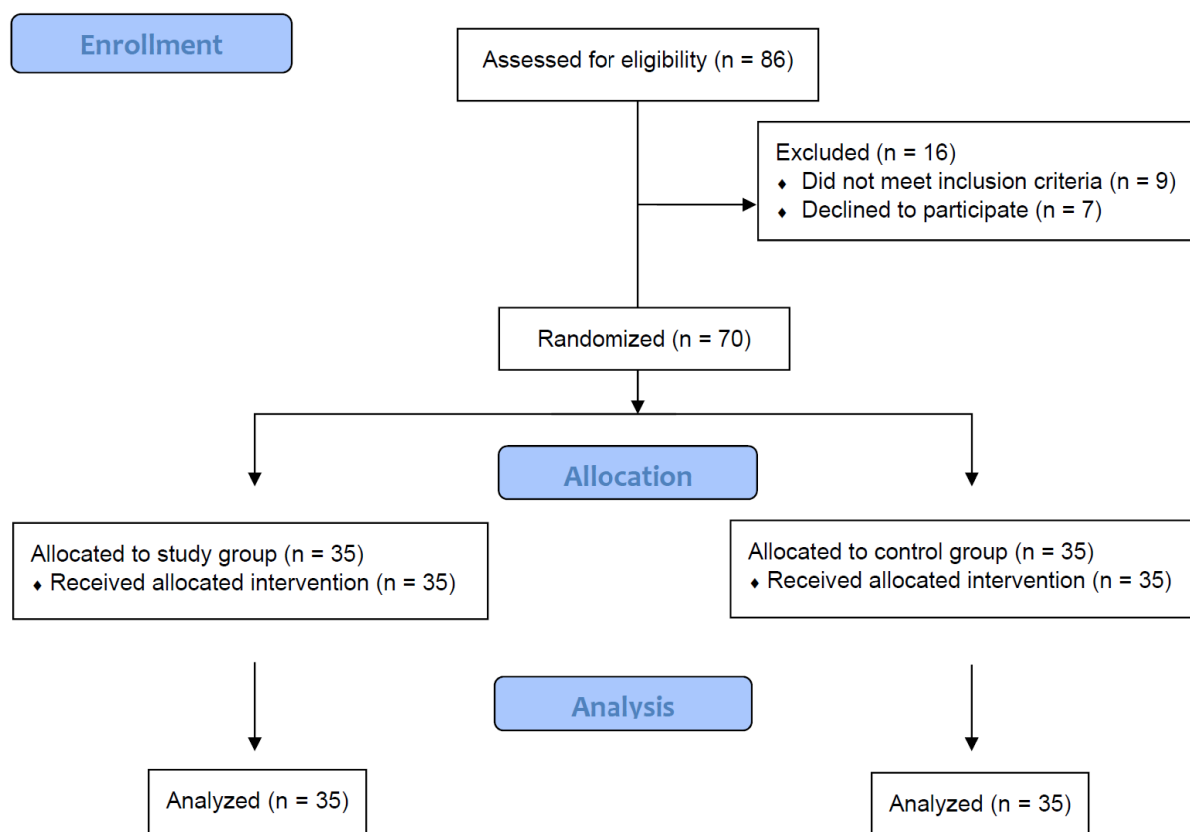 Enrollment
Assessed for eligibility (n = 86)
Excluded (n = 16)
♦ Did not meet inclusion criteria (n = 9)
♦ Declined to participate (n = 7)
Randomized (n = 70)
Allocation
Allocated to study group (n = 35)
♦ Received allocated intervention (n = 35)
Allocated to control group (n = 35)
♦ Received allocated intervention (n = 35)
Analysis
Analyzed (n = 35)
Analyzed (n = 35)